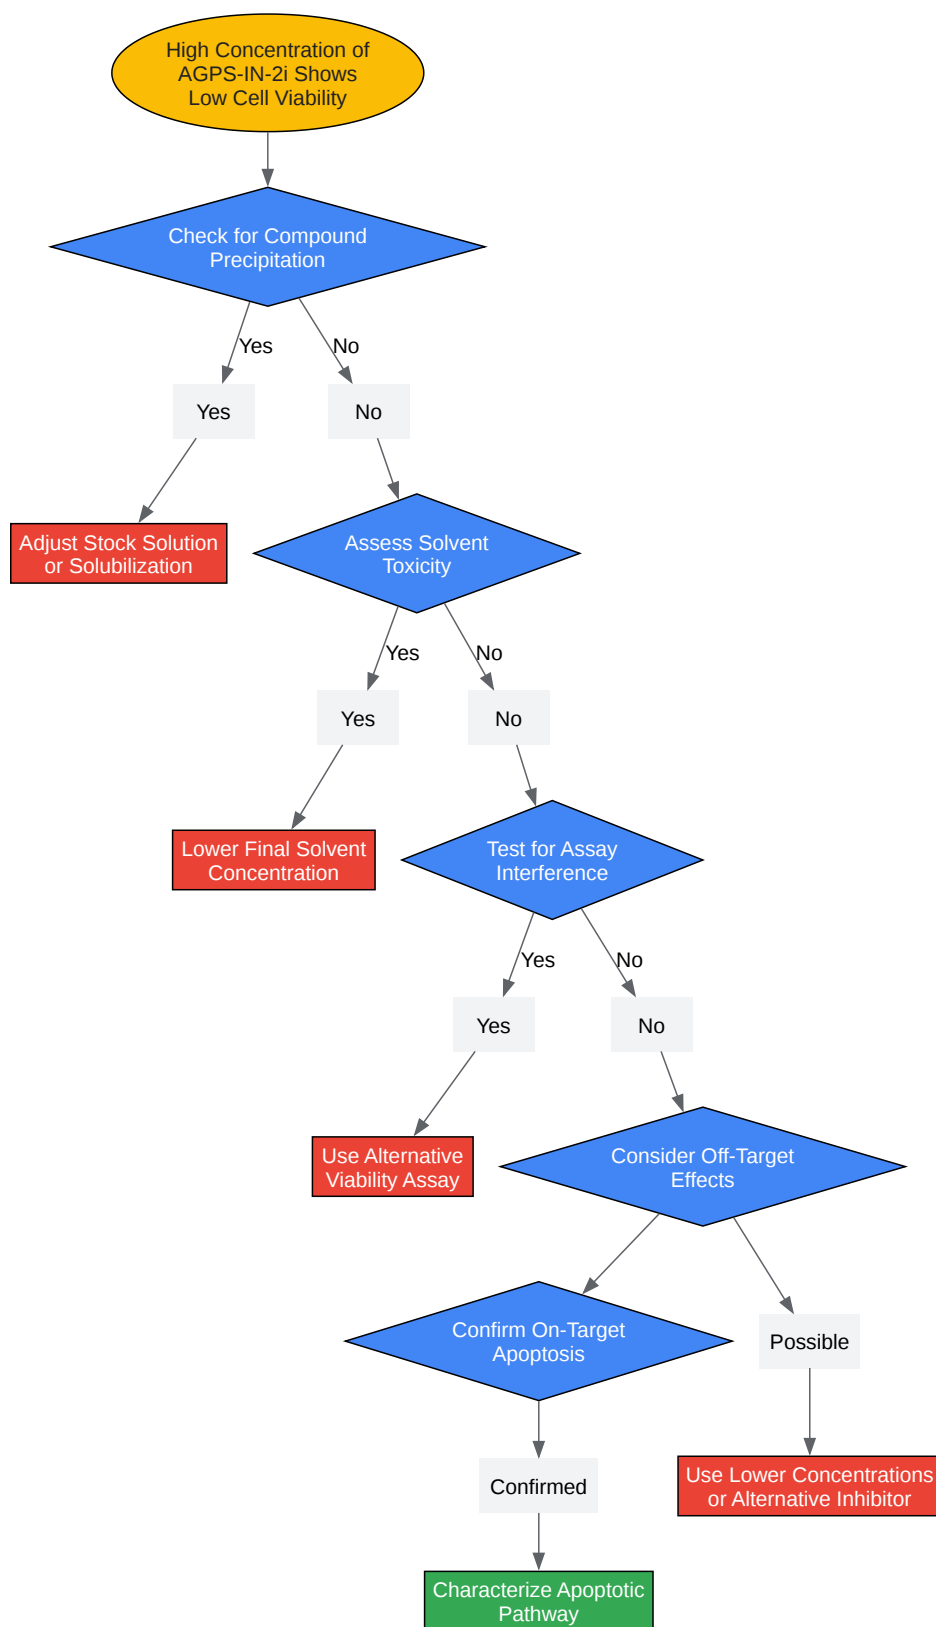 High Concentration of
AGPS-IN-2i Shows
Low Cell Viability
Check for Compound
Precipitation
Yes
No
Yes
No
Adjust Stock Solution
or Solubilization
Assess Solvent
Toxicity
Yes
No
Yes
No
Lower Final Solvent
Concentration
Test for Assay
Interference
Yes
No
Yes
No
Use Alternative
Viability Assay
Consider Off-Target
Effects
Confirm On-Target
Apoptosis
Possible
Confirmed
Use Lower Concentrations
or Alternative Inhibitor
Characterize Apoptotic
Pathway